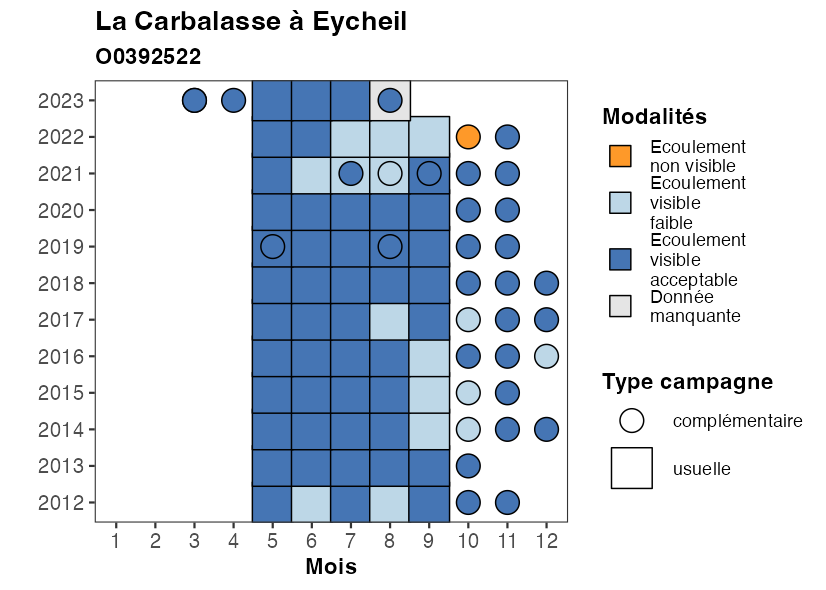 La Carbalasse à Eycheil
O0392522
2023
2022
2021
2020
2019
2018
2017
2016
2015
2014
2013
2012
1 2 3 4 5 6 7 8 9 10 11 12
Mois
Modalités
Ecoulement
non visible
Ecoulement
visible
faible
Ecoulement
visible
acceptable
Donnée
manquante
Type campagne
complémentaire
usuelle